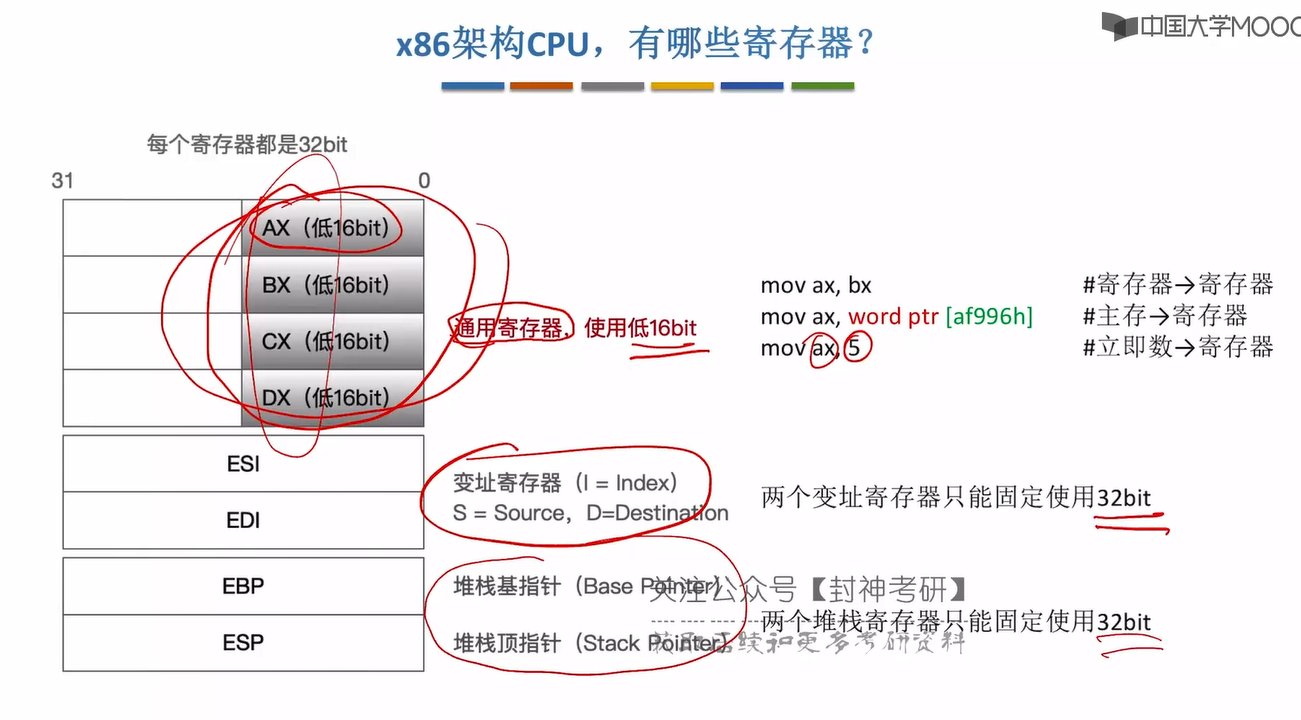 中国大学MOOC
x86架构CPU，有哪些寄存器？
每个寄存器都是32bit
31 0
AX（低16bit）
BX（低16bit）
CX（低16bit）
DX（低16bit）
通用寄存器，使用低16bit
mov ax, bx #寄存器→寄存器
mov ax, word ptr [af996h] #主存→寄存器
mov ax, 5 #立即数→寄存器
ESI
EDI
变址寄存器（I = Index）
S = Source，D=Destination
两个变址寄存器只能固定使用32bit
EBP
ESP
堆栈基指针（Base Pointer）
堆栈顶指针（Stack Pointer）
关注公众号【封神考研】
两个堆栈寄存器只能固定使用32bit
和更多考研资料